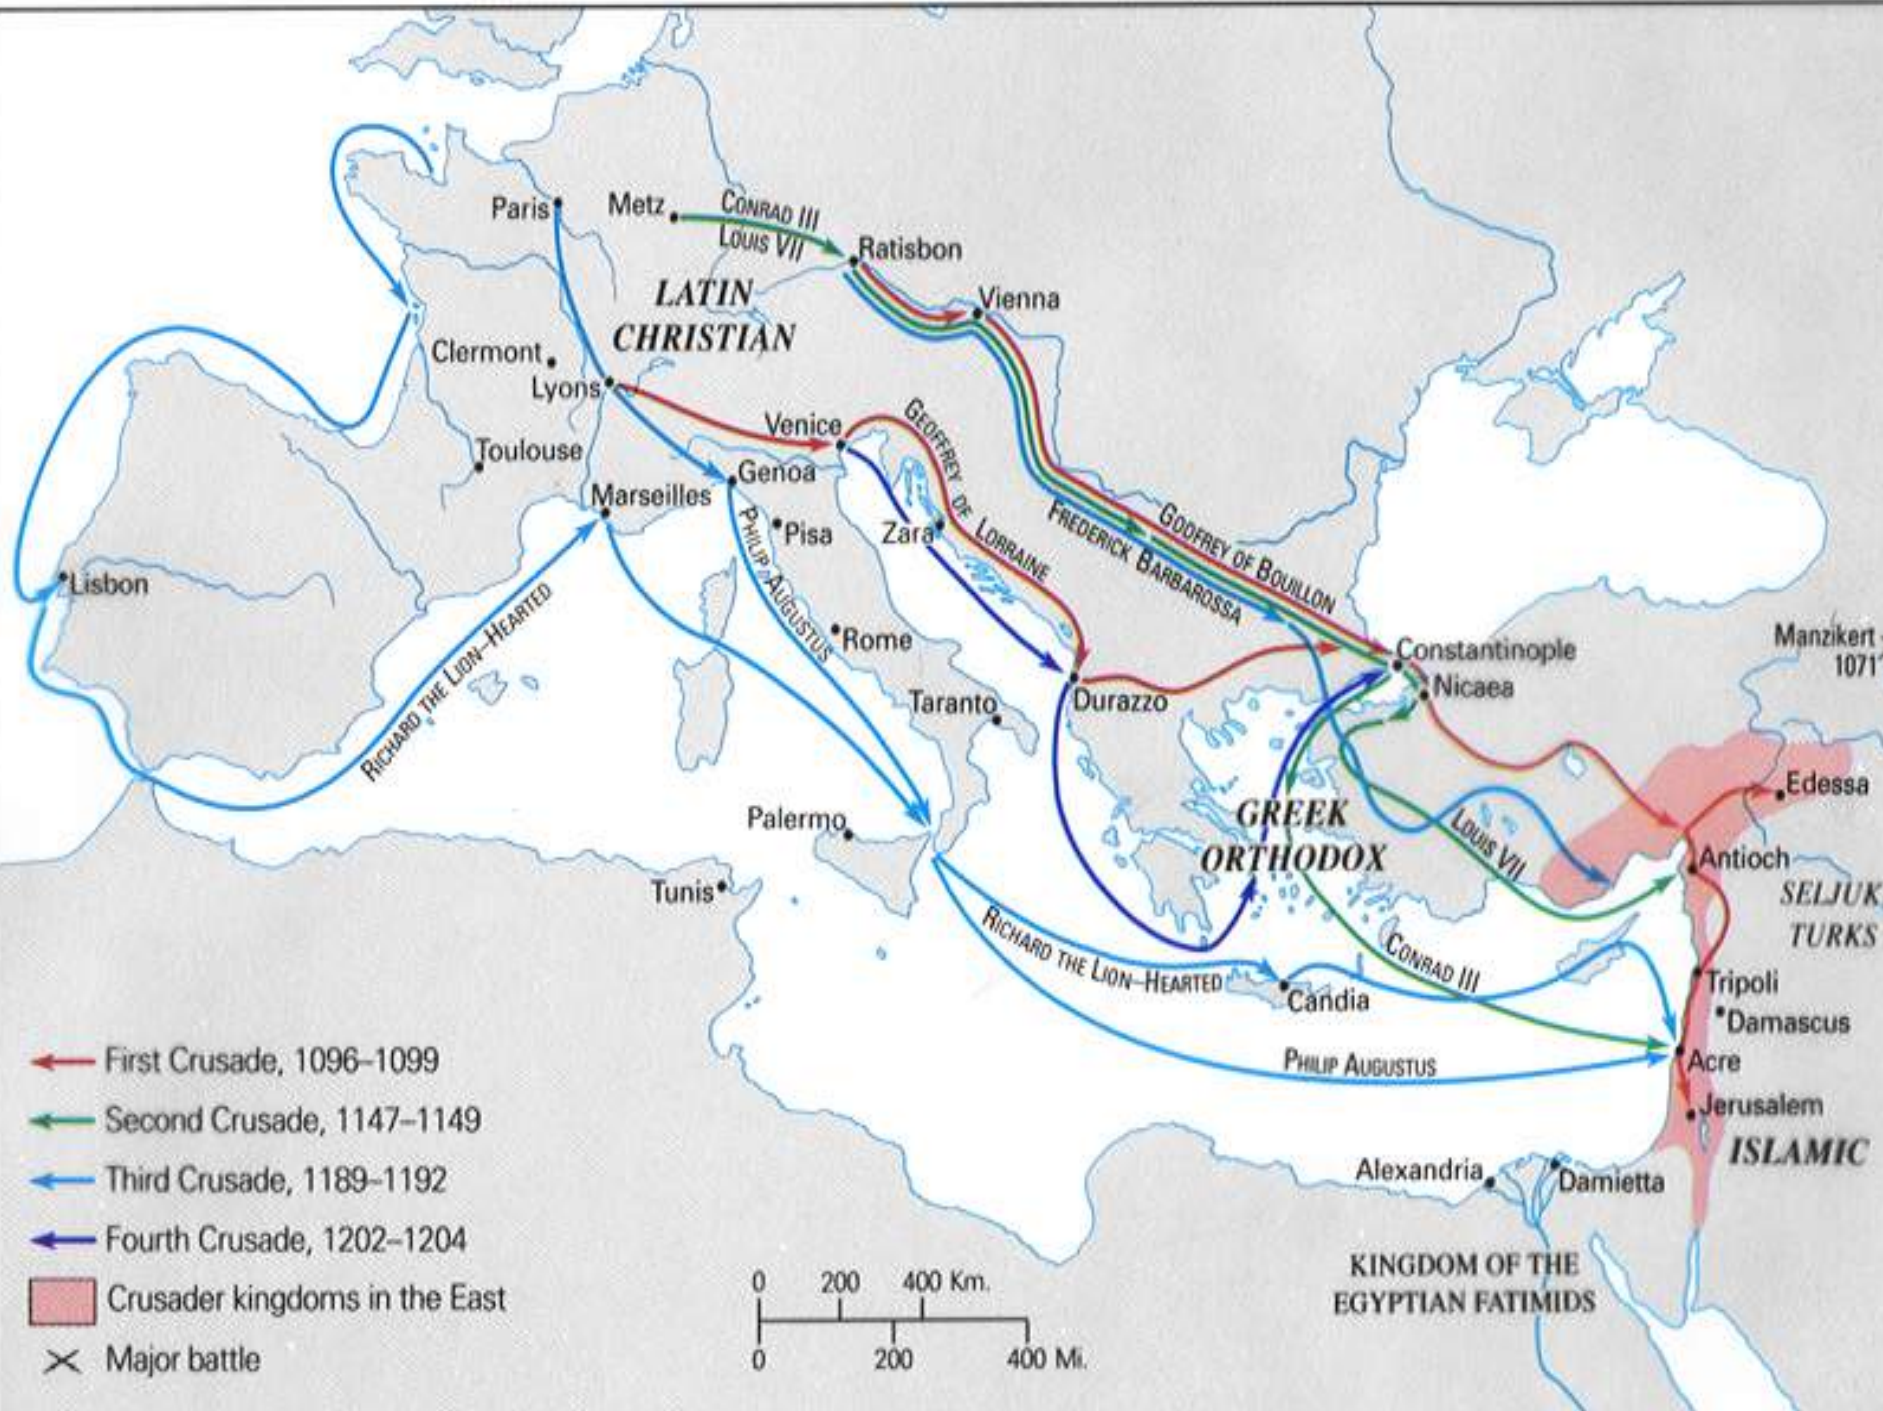 Paris
Metz
CONRAD III
LOUIS VII
Ratisbon
Vienna
LATIN
CHRISTIAN
Clermont
Lyons
Venice
GEOFFREY OF LORRAINE
Toulouse
Genoa
Marseilles
Pisa
Zara
PHILIP AUGUSTUS
FREDERICK BARBAROSSA
GODFREY OF BOUILLON
Lisbon
RICHARD THE LION–HEARTED
Rome
Constantinople
Manzikert
1071
Nicaea
Taranto
Durazzo
Edessa
Palermo
GREEK
ORTHODOX
LOUIS VII
Antioch
Tunis
SELJUK
TURKS
RICHARD THE LION–HEARTED
CONRAD III
Candia
Tripoli
Damascus
PHILIP AUGUSTUS
Acre
Jerusalem
ISLAMIC
Alexandria
Damietta
KINGDOM OF THE
EGYPTIAN FATIMIDS
First Crusade, 1096–1099
Second Crusade, 1147–1149
Third Crusade, 1189–1192
Fourth Crusade, 1202–1204
Crusader kingdoms in the East
Major battle
0 200 400 Km.
0 200 400 Mi.